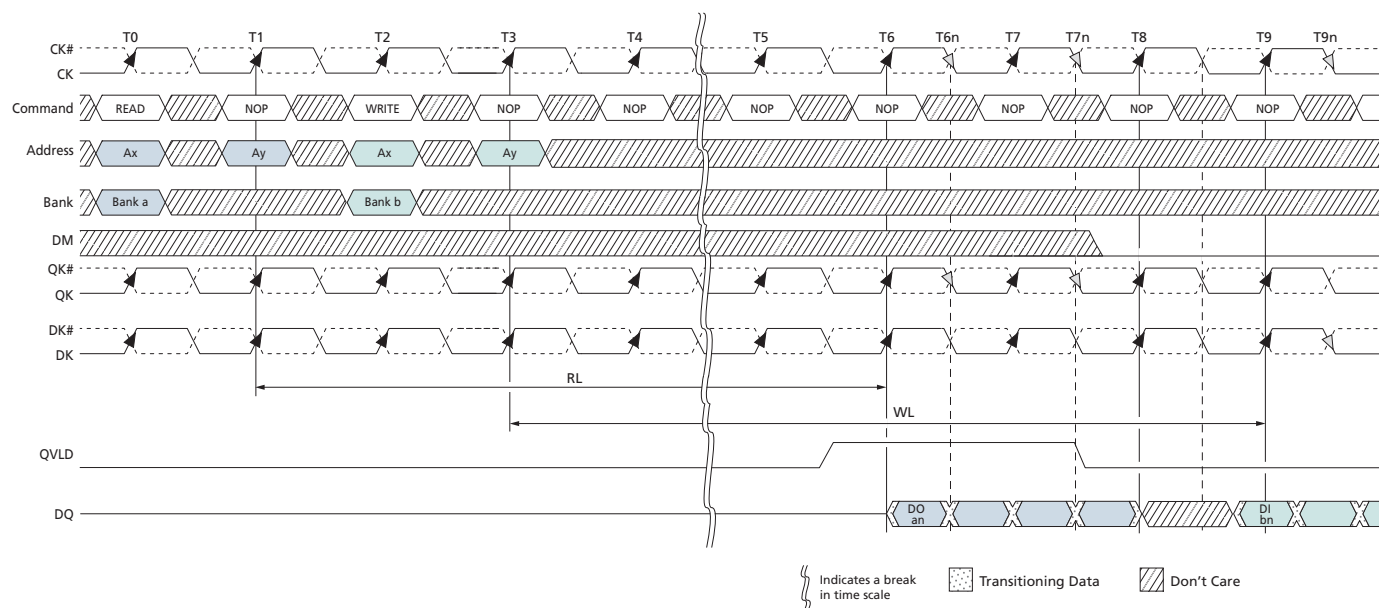 T0 T1 T2 T3 T4 T5 T6 T6n T7 T7n T8 T9 T9n
CK#
CK
Command READ NOP WRITE NOP NOP NOP NOP NOP NOP NOP
Address Ax Ay Ax Ay
Bank Bank a Bank b
DM
QK#
QK
DK#
DK
RL
WL
QVLD
DQ DO an DI bn
Indicates a break in time scale
Transitioning Data
Don't Care